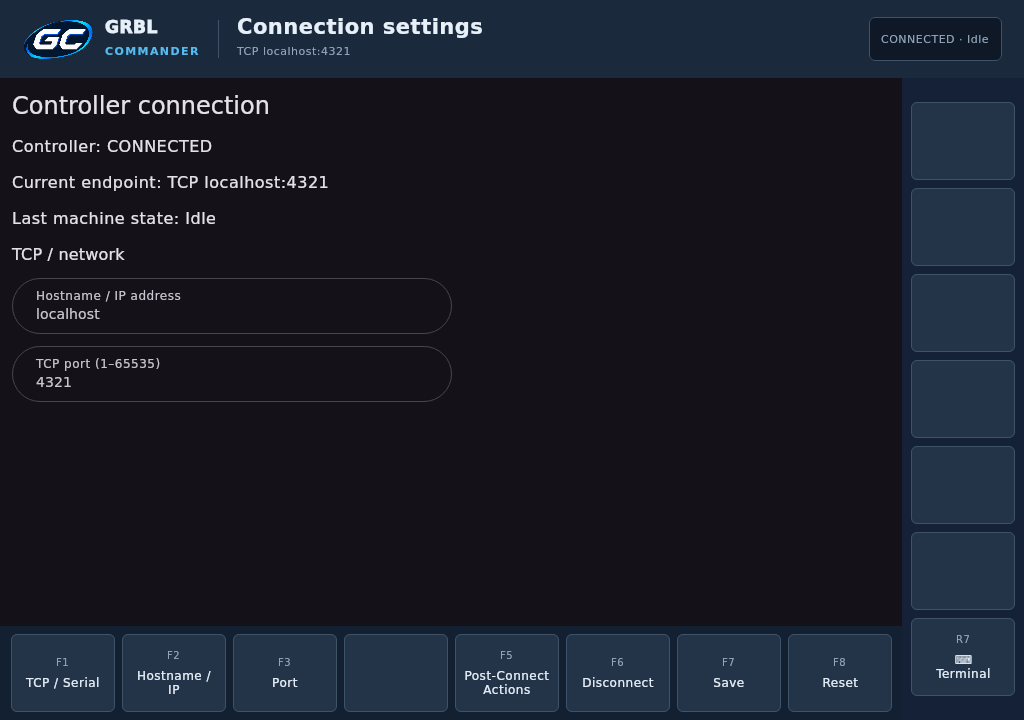 GC
GRBL
COMMANDER
Connection settings
TCP localhost:4321
CONNECTED · Idle
Controller connection
Controller: CONNECTED
Current endpoint: TCP localhost:4321
Last machine state: Idle
TCP / network
Hostname / IP address
localhost
TCP port (1–65535)
4321
F1
TCP / Serial
F2
Hostname /
IP
F3
Port
F5
Post-Connect
Actions
F6
Disconnect
F7
Save
F8
Reset
R7
Terminal